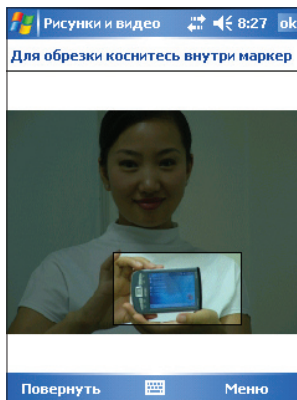 Рисунки и видео 8:27 ok
Для обрезки коснитесь внутри маркер
Повернуть Меню